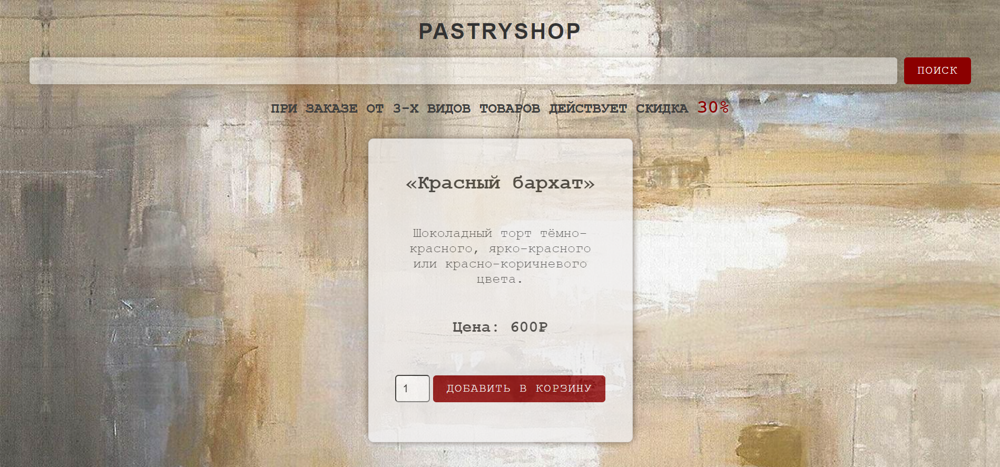 PASTRYSHOP
ПОИСК
ПРИ ЗАКАЗЕ ОТ 3-Х ВИДОВ ТОВАРОВ ДЕЙСТВУЕТ СКИДКА 30%
«Красный бархат»
Шоколадный торт тёмно-
красного, ярко-красного
или красно-коричневого
цвета.
Цена: 600₽
1 ДОБАВИТЬ В КОРЗИНУ